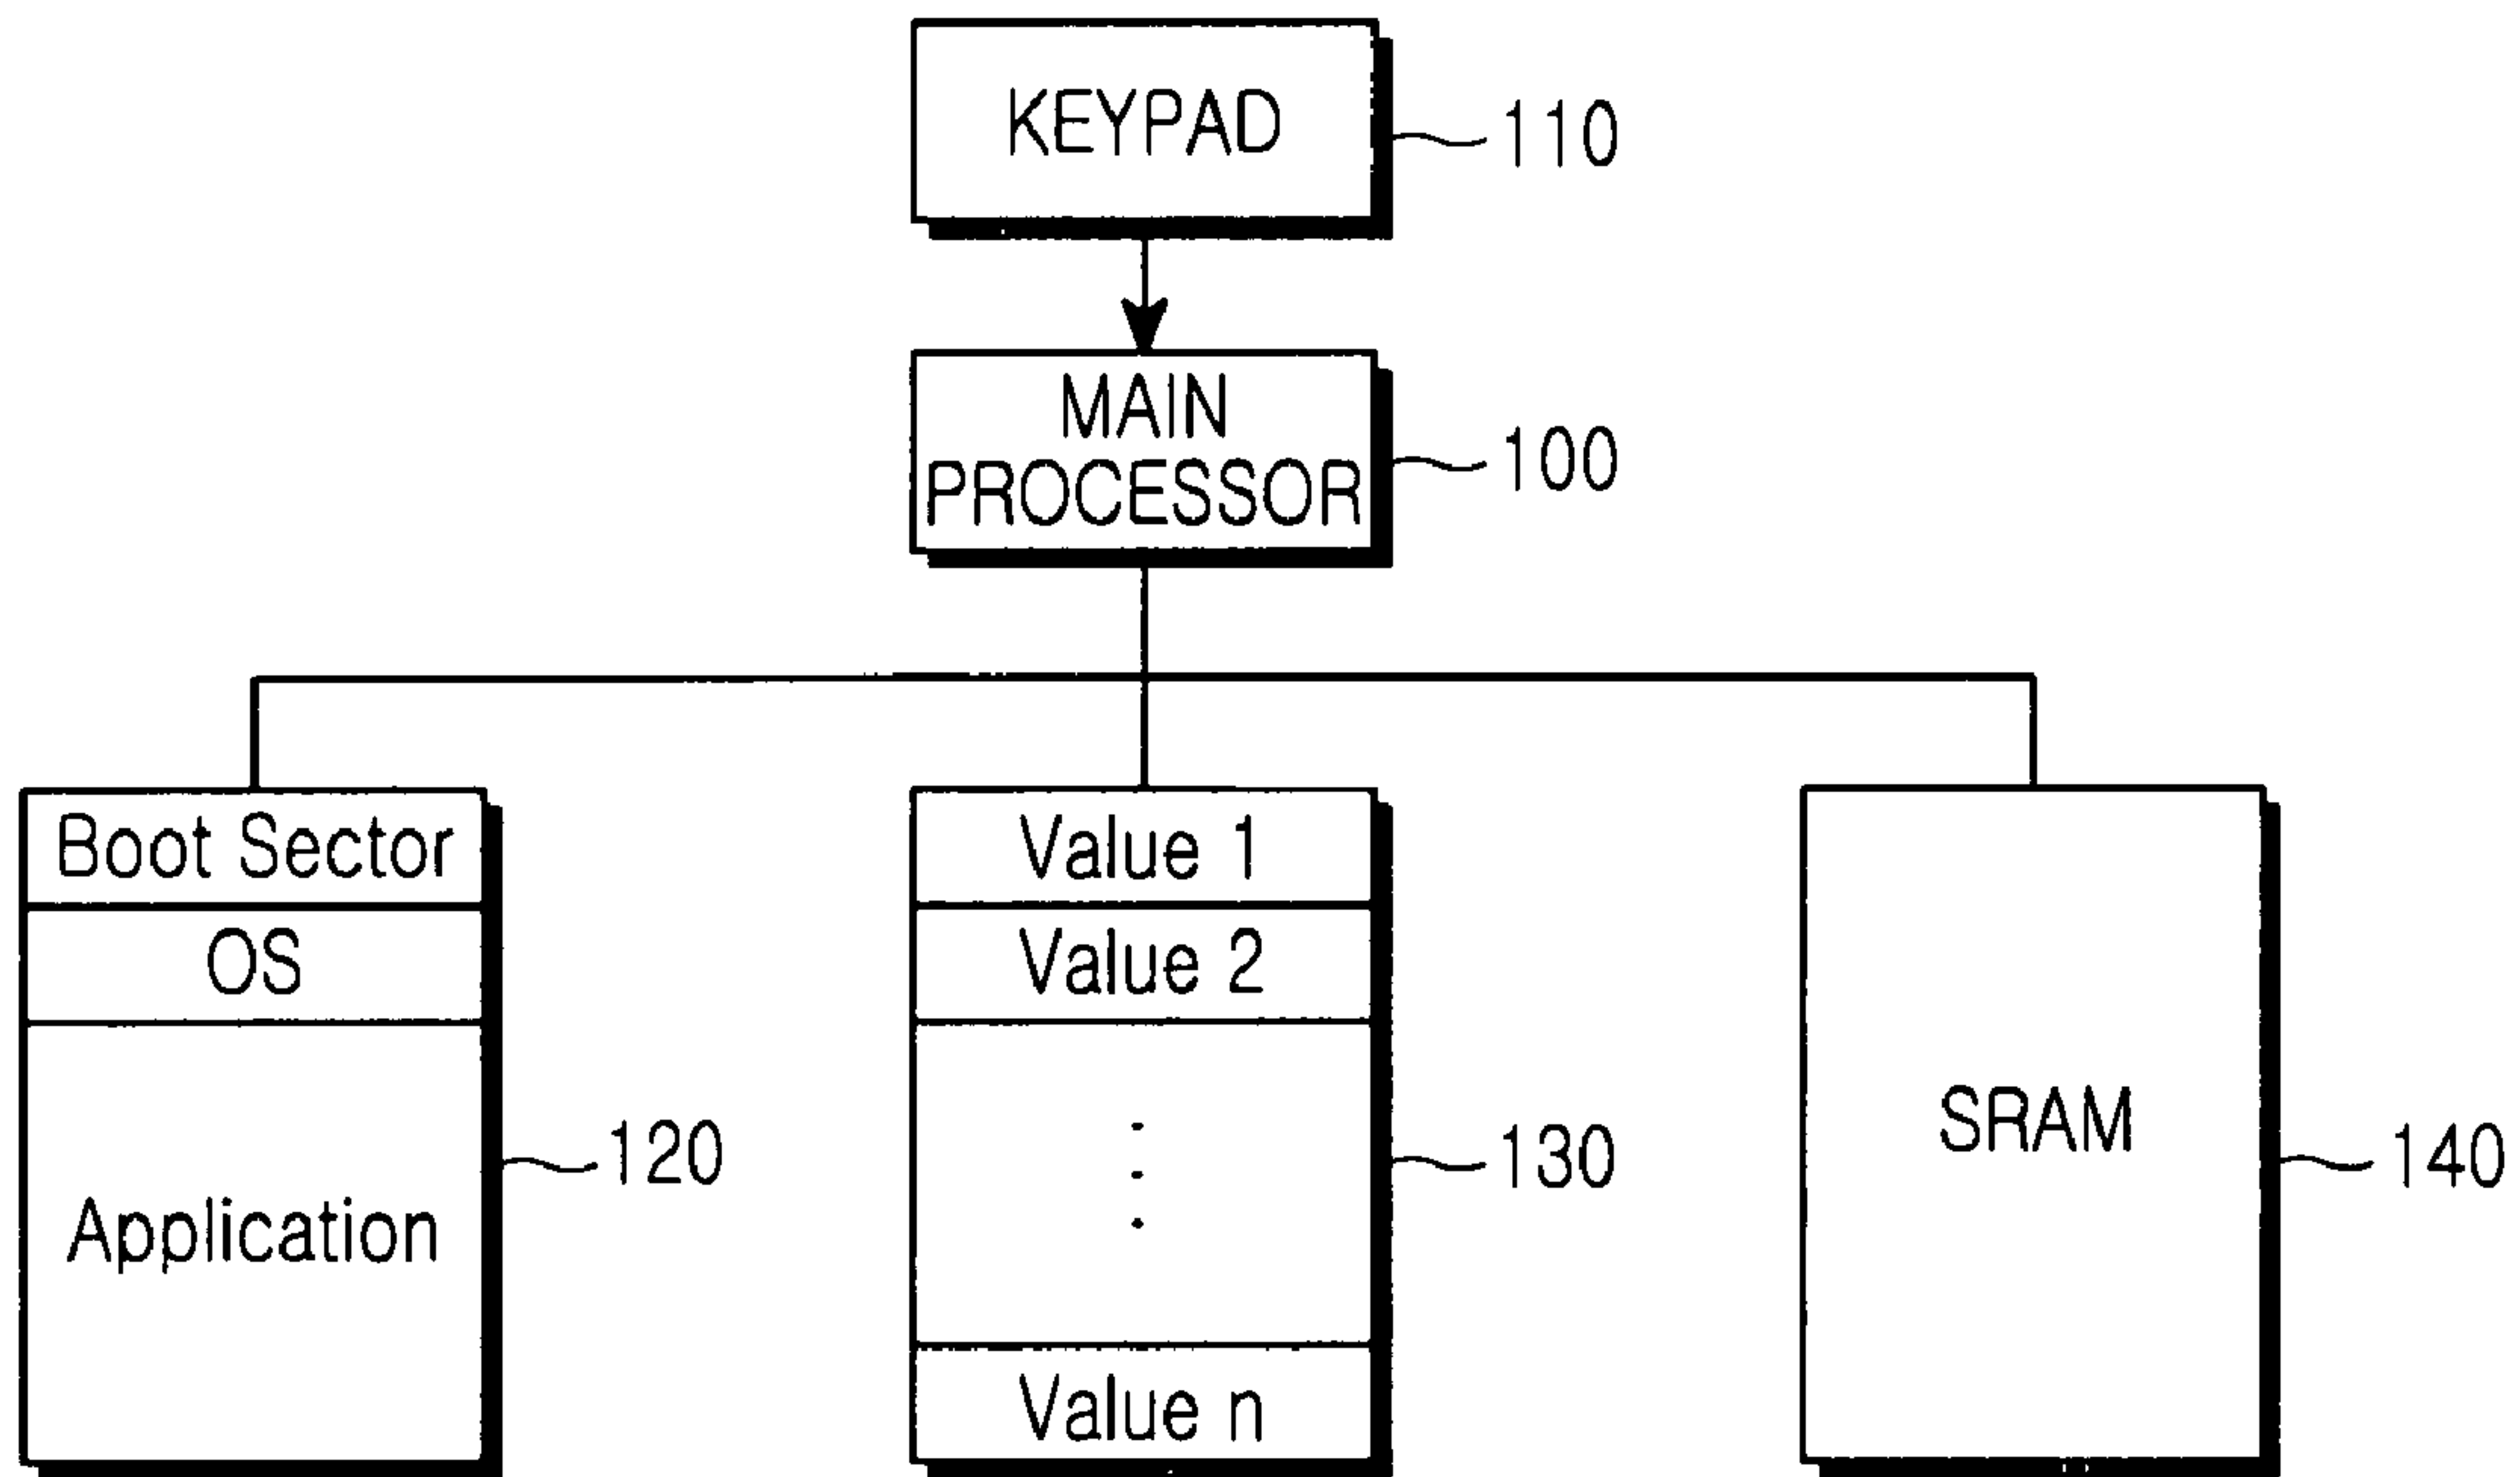 KEYPAD
110
MAIN
PROCESSOR
100
Boot Sector
OS
Application
120
Value 1
Value 2
Value n
130
SRAM
140